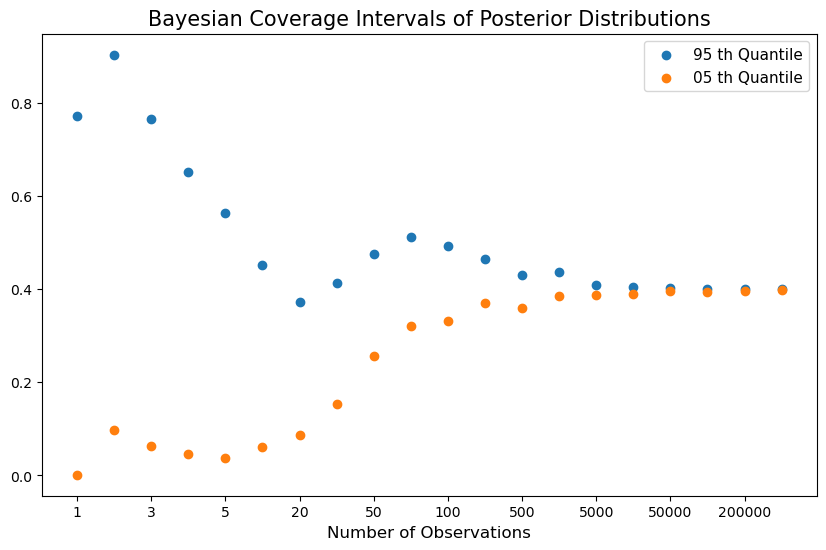 Bayesian Coverage Intervals of Posterior Distributions
95 th Quantile
05 th Quantile
0.8
0.6
0.4
0.2
0.0
1 3 5 20 50 100 500 5000 50000 200000
Number of Observations